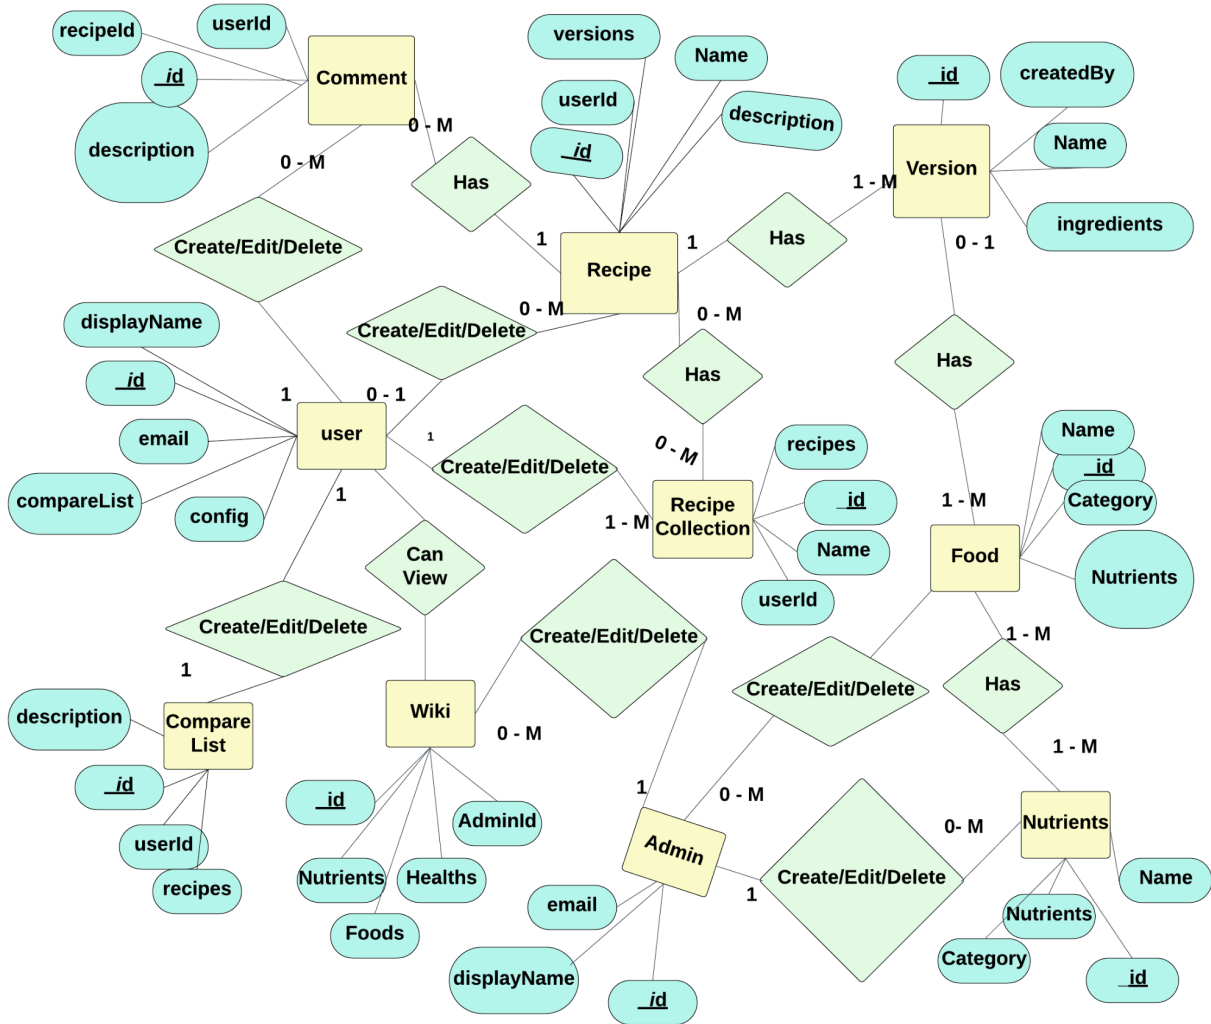 recipeId
userId
_id
description
Comment
0 - M
0 - M
Has
1
versions
Name
userId
description
_id
Recipe
1
Has
1 - M
_id
createdBy
Name
Version
ingredients
0 - 1
Create/Edit/Delete
Create/Edit/Delete
0 - M
0 - M
Has
Has
displayName
_id
email
compareList
config
1
0 - 1
user
1
1
Create/Edit/Delete
0 - M
1 - M
recipes
Recipe
Collection
_id
Name
userId
1 - M
Name
_id
Category
Food
Nutrients
Can
View
Create/Edit/Delete
1
Create/Edit/Delete
1 - M
Has
1 - M
Create/Edit/Delete
description
Compare
List
_id
userId
recipes
Wiki
0 - M
_id
AdminId
Nutrients
Healths
Foods
1
0 - M
Admin
1
email
displayName
_id
Create/Edit/Delete
0- M
Nutrients
Name
Nutrients
Category
_id